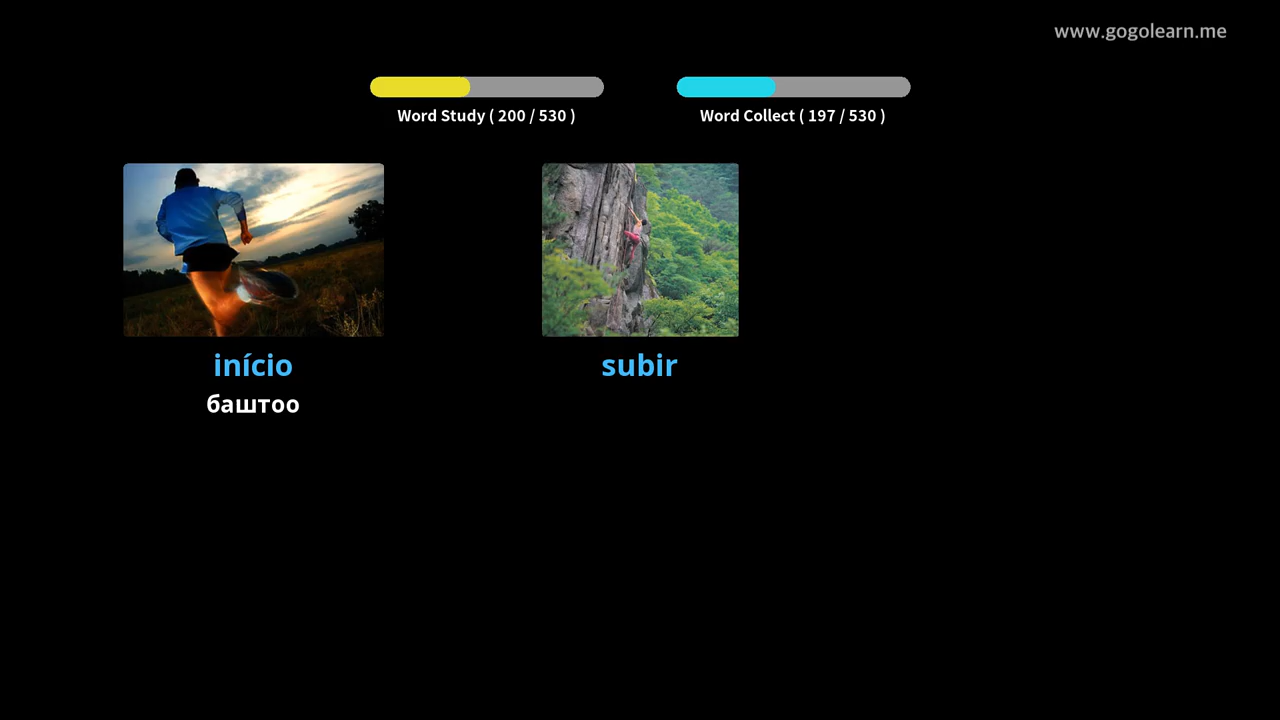 www.gogolearn.me
Word Study ( 200 / 530 )
Word Collect ( 197 / 530 )
início
баштоо
subir